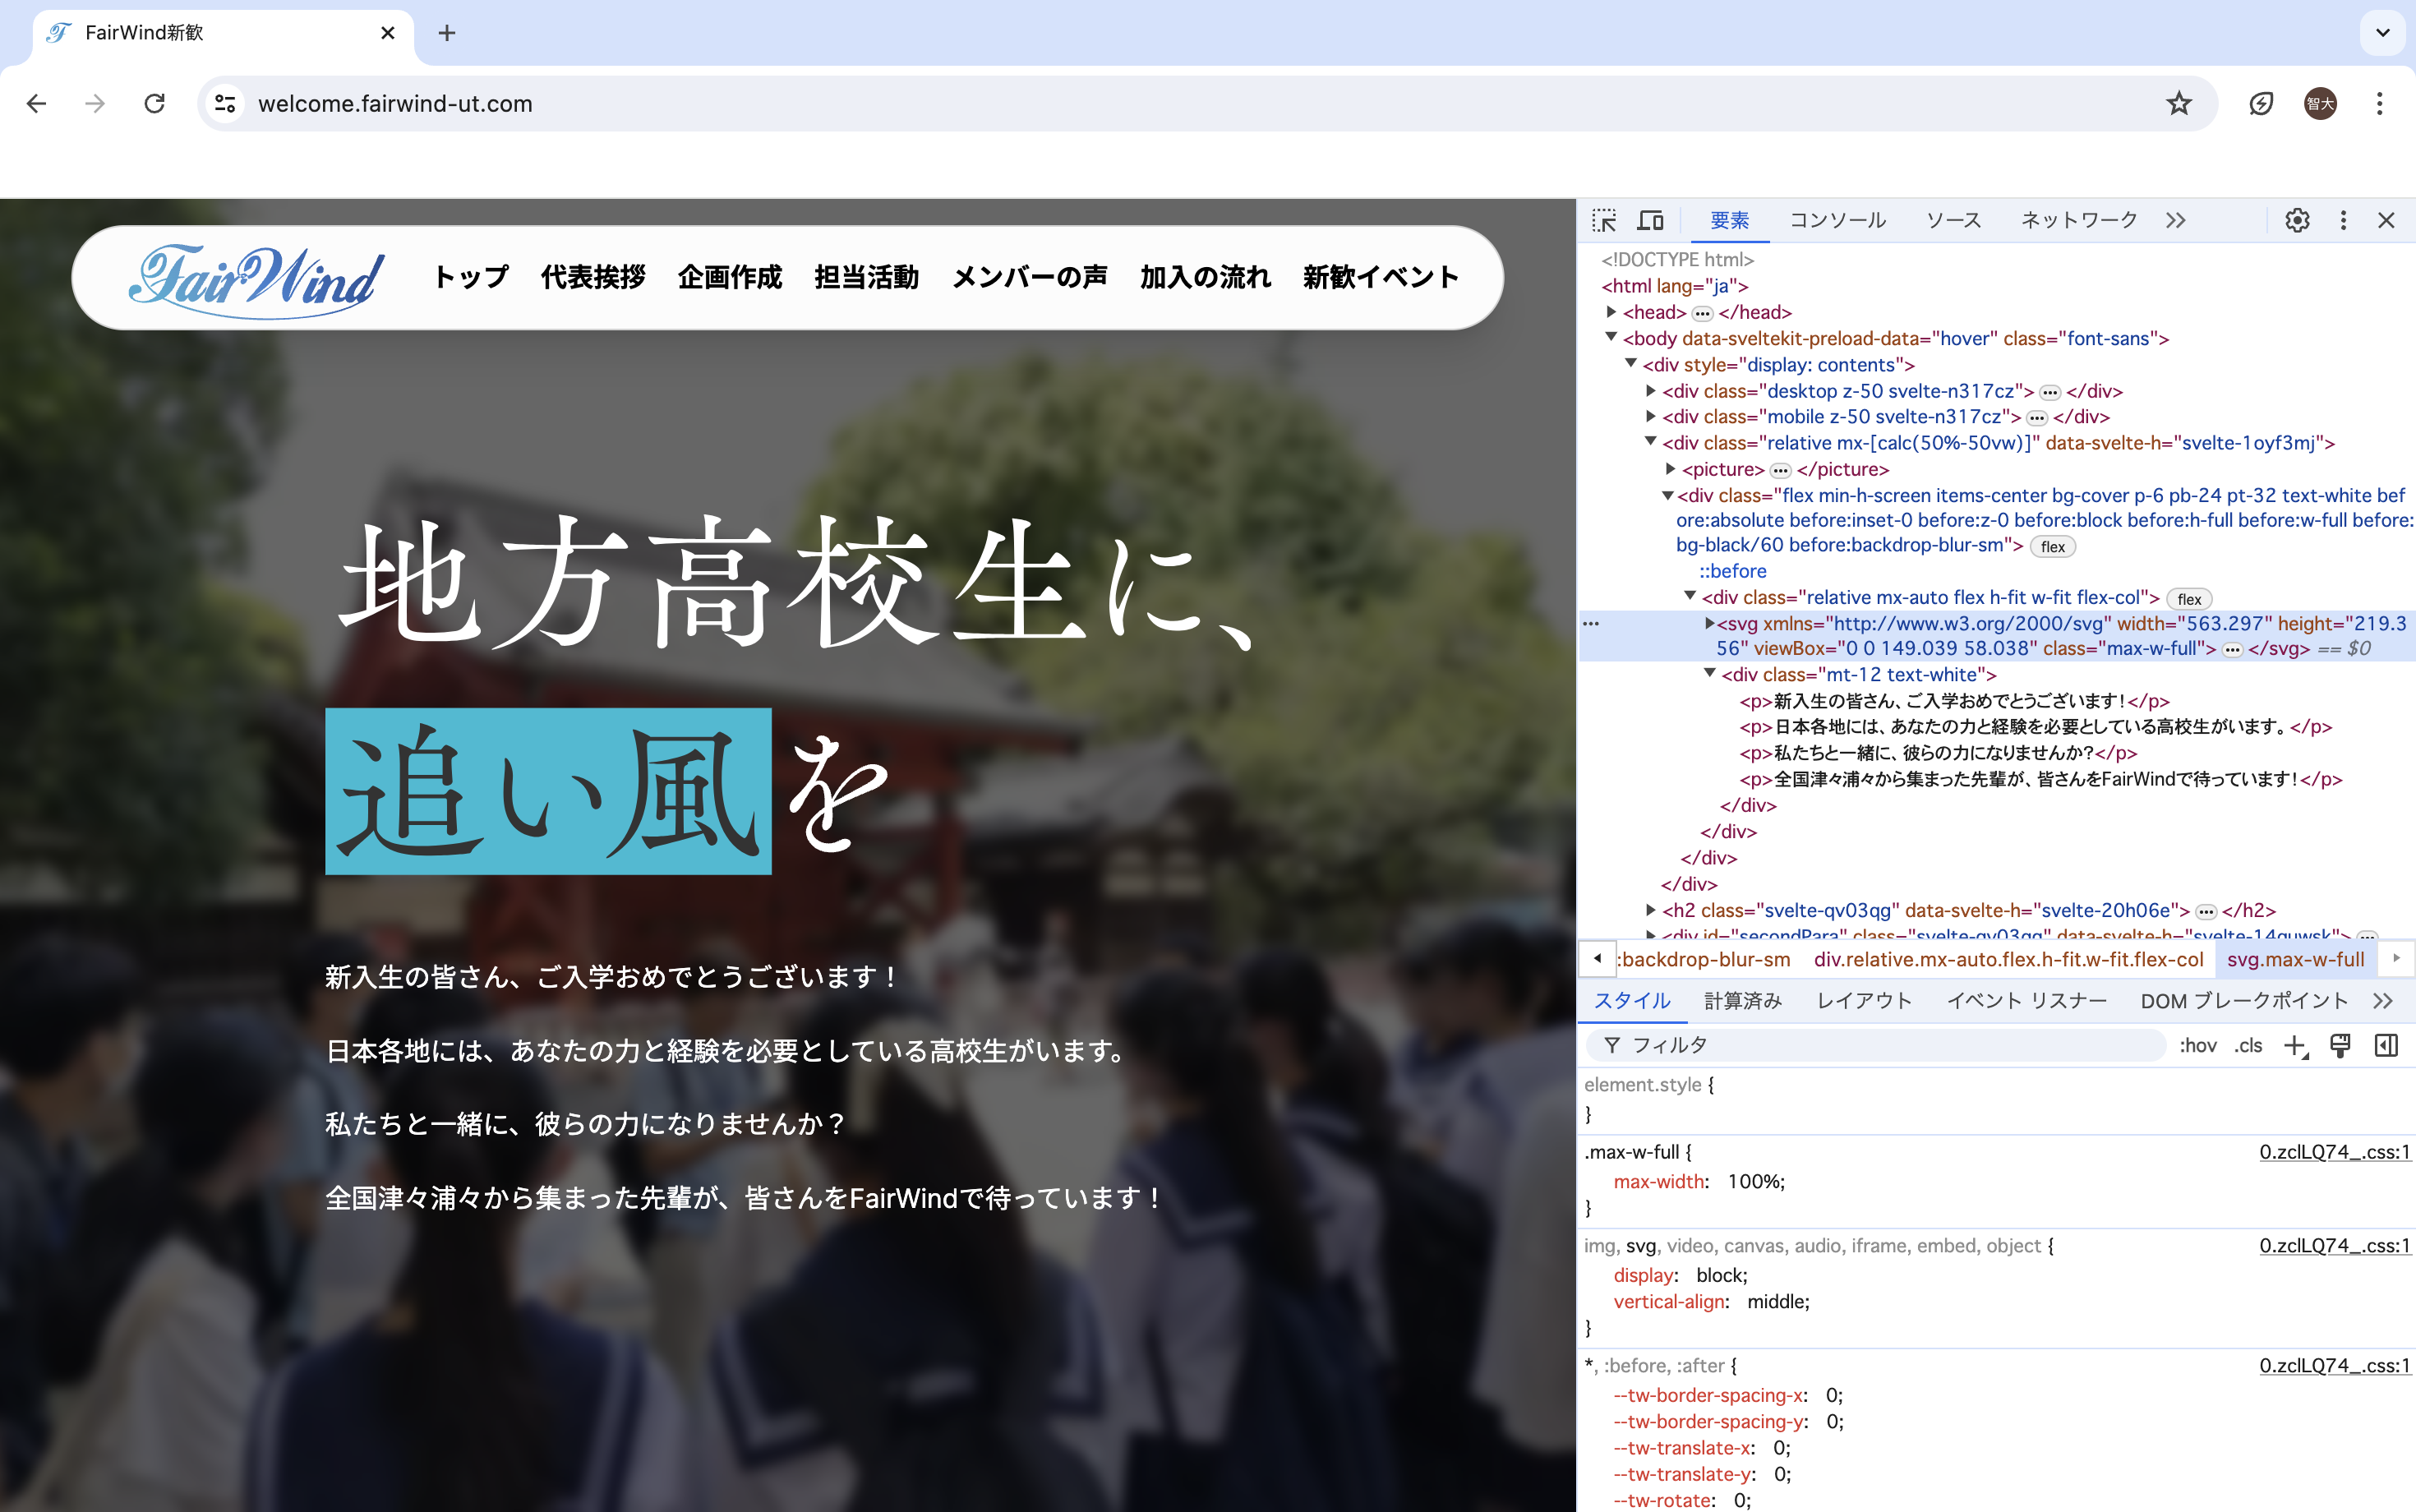 FairWind新歓
welcome.fairwind-ut.com
智大
FairWind
トップ 代表挨拶 企画作成 担当活動 メンバーの声 加入の流れ 新歓イベント
地方高校生に、
追い風を
新入生の皆さん、ご入学おめでとうございます！
日本各地には、あなたの力と経験を必要としている高校生がいます。
私たちと一緒に、彼らの力になりませんか？
全国津々浦々から集まった先輩が、皆さんをFairWindで待っています！
要素 コンソール ソース ネットワーク
<!DOCTYPE html>
<html lang="ja">
<head> ••• </head>
<body data-sveltekit-preload-data="hover" class="font-sans">
<div style="display: contents">
<div class="desktop z-50 svelte-n317cz"> ••• </div>
<div class="mobile z-50 svelte-n317cz"> ••• </div>
<div class="relative mx-[calc(50%-50vw)]" data-svelte-h="svelte-1oyf3mj">
<picture> ••• </picture>
<div class="flex min-h-screen items-center bg-cover p-6 pb-24 pt-32 text-white bef
ore:absolute before:inset-0 before:z-0 before:block before:h-full before:w-full before:
bg-black/60 before:backdrop-blur-sm"> flex
::before
<div class="relative mx-auto flex h-fit w-fit flex-col"> flex
<svg xmlns="http://www.w3.org/2000/svg" width="563.297" height="219.3
56" viewBox="0 0 149.039 58.038" class="max-w-full"> ••• </svg> == $0
<div class="mt-12 text-white">
<p>新入生の皆さん、ご入学おめでとうございます！</p>
<p>日本各地には、あなたの力と経験を必要としている高校生がいます。</p>
<p>私たちと一緒に、彼らの力になりませんか？</p>
<p>全国津々浦々から集まった先輩が、皆さんをFairWindで待っています！</p>
</div>
</div>
</div>
</div>
<h2 class="svelte-qv03qg" data-svelte-h="svelte-20h06e"> ••• </h2>
<div id="secondPara" class="svelte-qv03qg" data-svelte-h="svelte-14guwsk"> •••
:backdrop-blur-sm div.relative.mx-auto.flex.h-fit.w-fit.flex-col svg.max-w-full
スタイル 計算済み レイアウト イベント リスナー DOM ブレークポイント
フィルタ :hov .cls
element.style {
}
.max-w-full { 0.zclLQ74_.css:1
max-width: 100%;
}
img, svg, video, canvas, audio, iframe, embed, object { 0.zclLQ74_.css:1
display: block;
vertical-align: middle;
}
*, :before, :after { 0.zclLQ74_.css:1
--tw-border-spacing-x: 0;
--tw-border-spacing-y: 0;
--tw-translate-x: 0;
--tw-translate-y: 0;
--tw-rotate: 0;